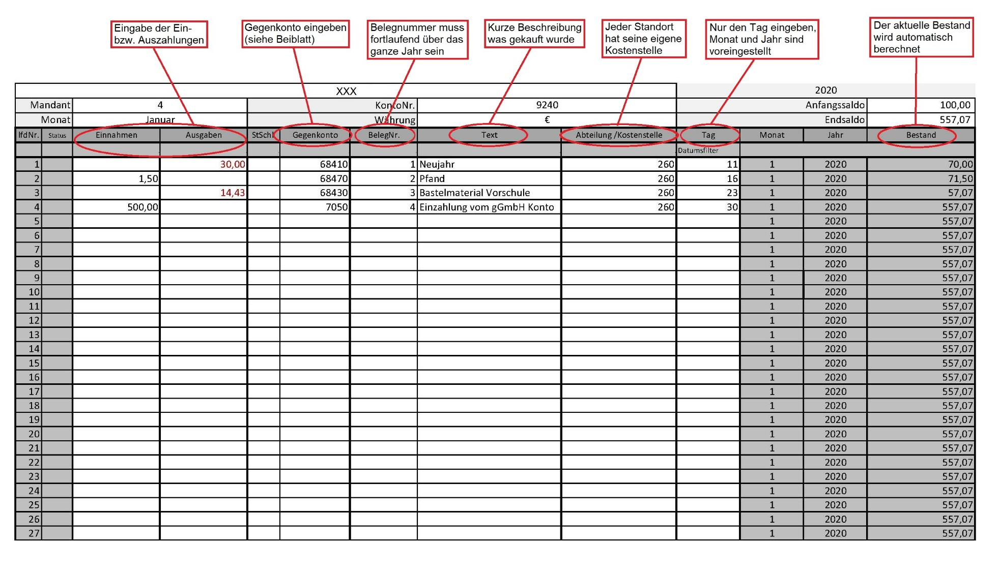 Eingabe der Ein-
bzw. Auszahlungen
Gegenkonto eingeben
(siehe Beiblatt)
Belegnummer muss
fortlaufend über das
ganze Jahr sein
Kurze Beschreibung
was gekauft wurde
Jeder Standort
hat seine eigene
Kostenstelle
Nur den Tag eingeben,
Monat und Jahr sind
voreingestellt
Der aktuelle Bestand
wird automatisch
berechnet
XXX 2020
Mandant 4 KontoNr. 9240 Anfangssaldo 100,00
Monat Januar Währung € Endsaldo 557,07
lfdNr. Status Einnahmen Ausgaben StSchl Gegenkonto BelegNr. Text Abteilung /Kostenstelle Tag Monat Jahr Bestand
Datumsfilter
1 30,00 68410 1 Neujahr 260 11 1 2020 70,00
2 1,50 68470 2 Pfand 260 16 1 2020 71,50
3 14,43 68430 3 Bastelmaterial Vorschule 260 23 1 2020 57,07
4 500,00 7050 4 Einzahlung vom gGmbH Konto 260 30 1 2020 557,07
5 1 2020 557,07
6 1 2020 557,07
7 1 2020 557,07
8 1 2020 557,07
9 1 2020 557,07
10 1 2020 557,07
11 1 2020 557,07
12 1 2020 557,07
13 1 2020 557,07
14 1 2020 557,07
15 1 2020 557,07
16 1 2020 557,07
17 1 2020 557,07
18 1 2020 557,07
19 1 2020 557,07
20 1 2020 557,07
21 1 2020 557,07
22 1 2020 557,07
23 1 2020 557,07
24 1 2020 557,07
25 1 2020 557,07
26 1 2020 557,07
27 1 2020 557,07